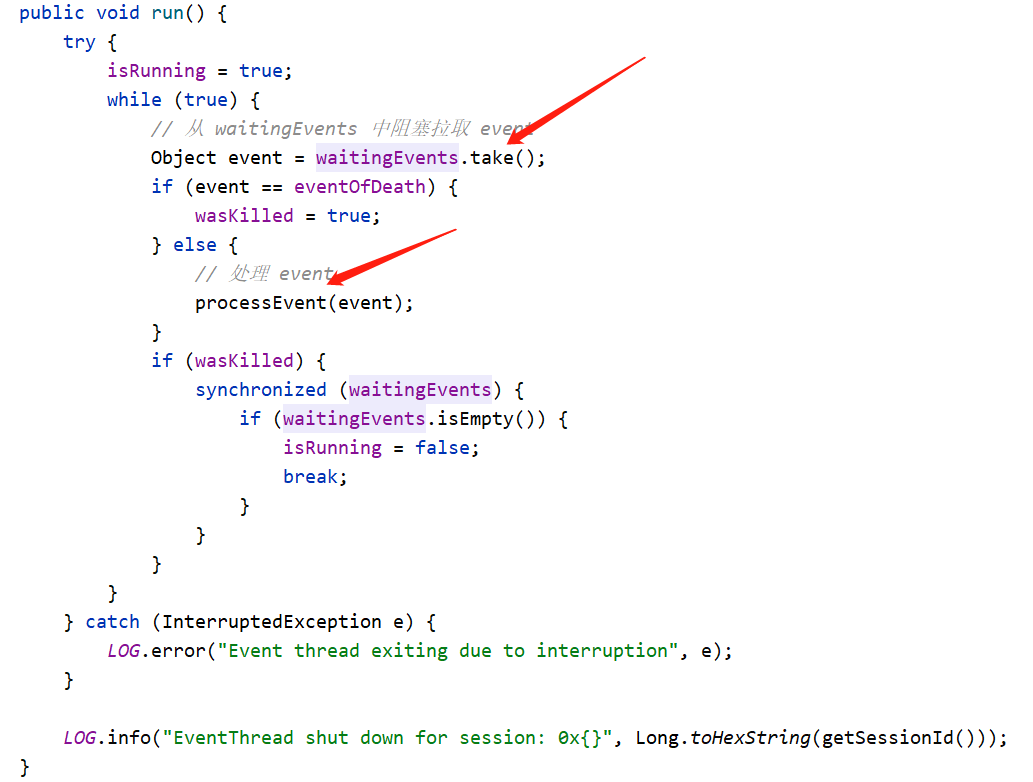 public void run() {
    try {
        isRunning = true;
        while (true) {
            // 从 waitingEvents 中阻塞拉取 event
            Object event = waitingEvents.take();
            if (event == eventOfDeath) {
                wasKilled = true;
            } else {
                // 处理 event
                processEvent(event);
            }
            if (wasKilled) {
                synchronized (waitingEvents) {
                    if (waitingEvents.isEmpty()) {
                        isRunning = false;
                        break;
                    }
                }
            }
        }
    } catch (InterruptedException e) {
        LOG.error("Event thread exiting due to interruption", e);
    }

    LOG.info("EventThread shut down for session: 0x{}", Long.toHexString(getSessionId()));
}